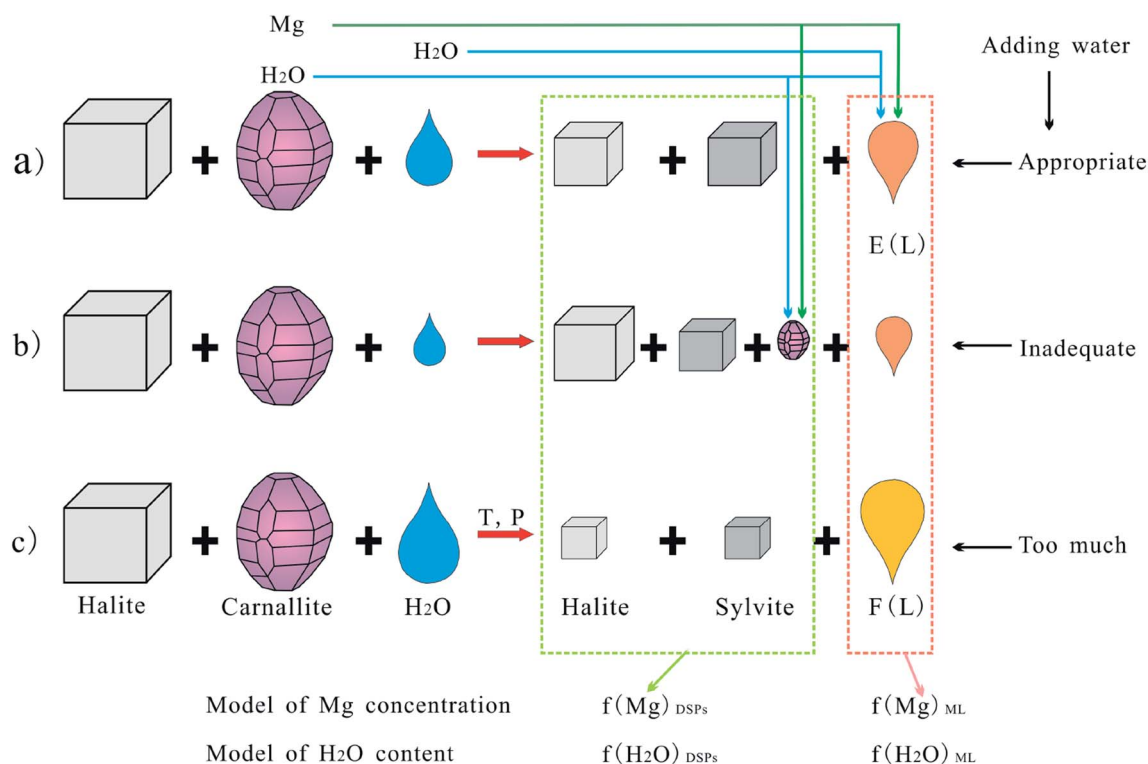 Mg
H2O
Adding water
H2O
a)
Appropriate
E(L)
b)
Inadequate
T, P
c)
Too much
Halite
Carnallite
H2O
Halite
Sylvite
F(L)
Model of Mg concentration
f(Mg) DSPs
f(Mg) ML
Model of H2O content
f(H2O) DSPs
f(H2O) ML